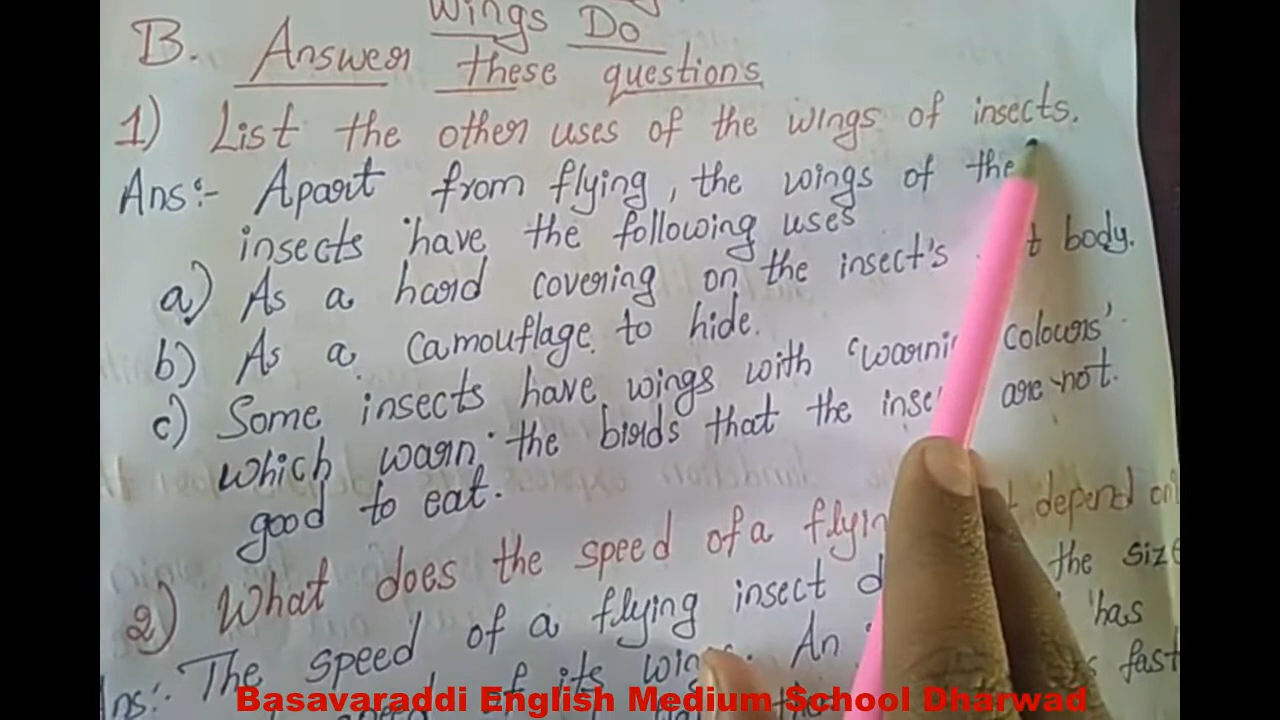 Wings Do
B. Answer these questions
1) List the other uses of the wings of insects.
Ans:- Apart from flying, the wings of the
insects have the following uses
a) As a hard covering on the insect's body.
b) As a camouflage to hide.
c) Some insects have wings with 'warning colours'
which warn the birds that the are not
good to eat.
2) What does the speed of a depend on
Ans:- The speed of a flying insect the size
of its An has
fast
Basavaraddi English Medium School Dharwad